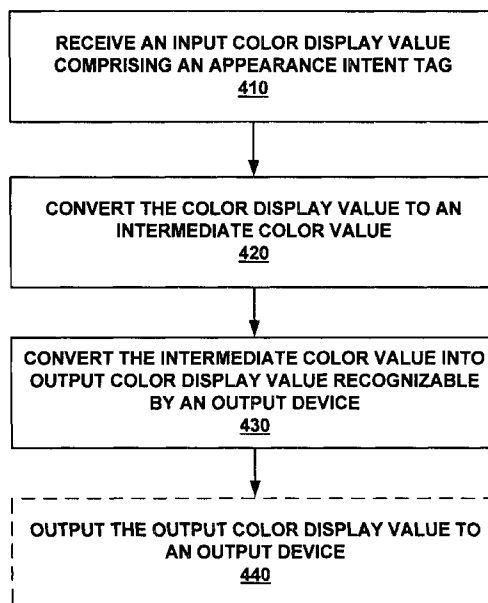 RECEIVE AN INPUT COLOR DISPLAY VALUE
COMPRISING AN APPEARANCE INTENT TAG
410
CONVERT THE COLOR DISPLAY VALUE TO AN
INTERMEDIATE COLOR VALUE
420
CONVERT THE INTERMEDIATE COLOR VALUE INTO
OUTPUT COLOR DISPLAY VALUE RECOGNIZABLE
BY AN OUTPUT DEVICE
430
OUTPUT THE OUTPUT COLOR DISPLAY VALUE TO
AN OUTPUT DEVICE
440